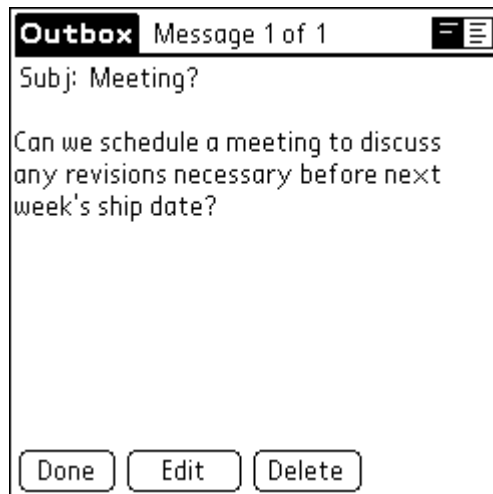 Outbox Message 1 of 1
Subj: Meeting?
Can we schedule a meeting to discuss
any revisions necessary before next
week's ship date?
Done Edit Delete